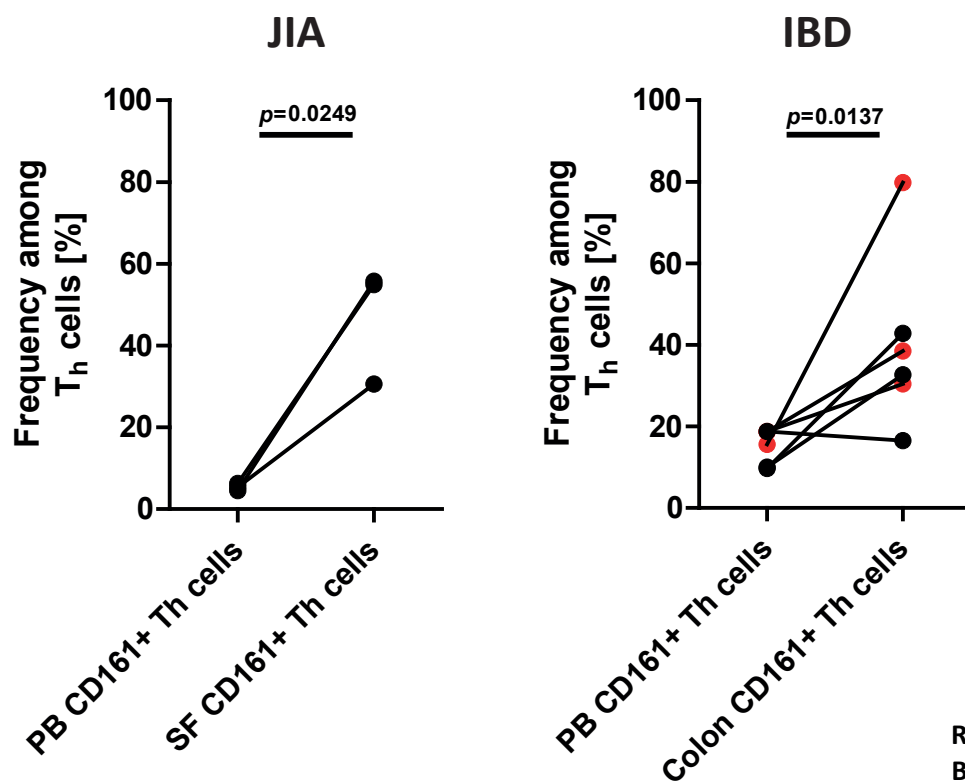 JIA
p=0.0249
100
80
60
40
20
0
Frequency among
Th cells [%]
PB CD161+ Th cells
SF CD161+ Th cells
IBD
p=0.0137
100
80
60
40
20
0
Frequency among
Th cells [%]
PB CD161+ Th cells
Colon CD161+ Th cells
R
B